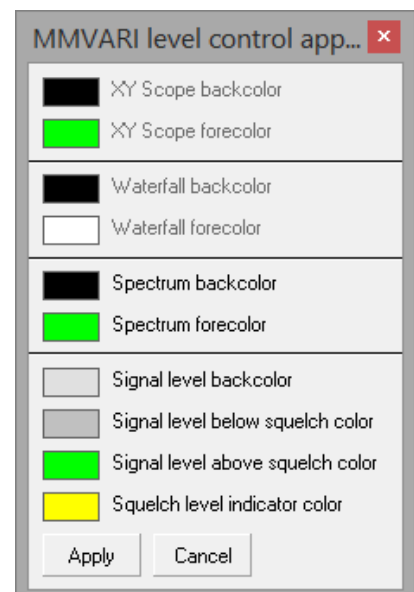 MMVARI level control app...
XY Scope backcolor
XY Scope forecolor
Waterfall backcolor
Waterfall forecolor
Spectrum backcolor
Spectrum forecolor
Signal level backcolor
Signal level below squelch color
Signal level above squelch color
Squelch level indicator color
Apply Cancel